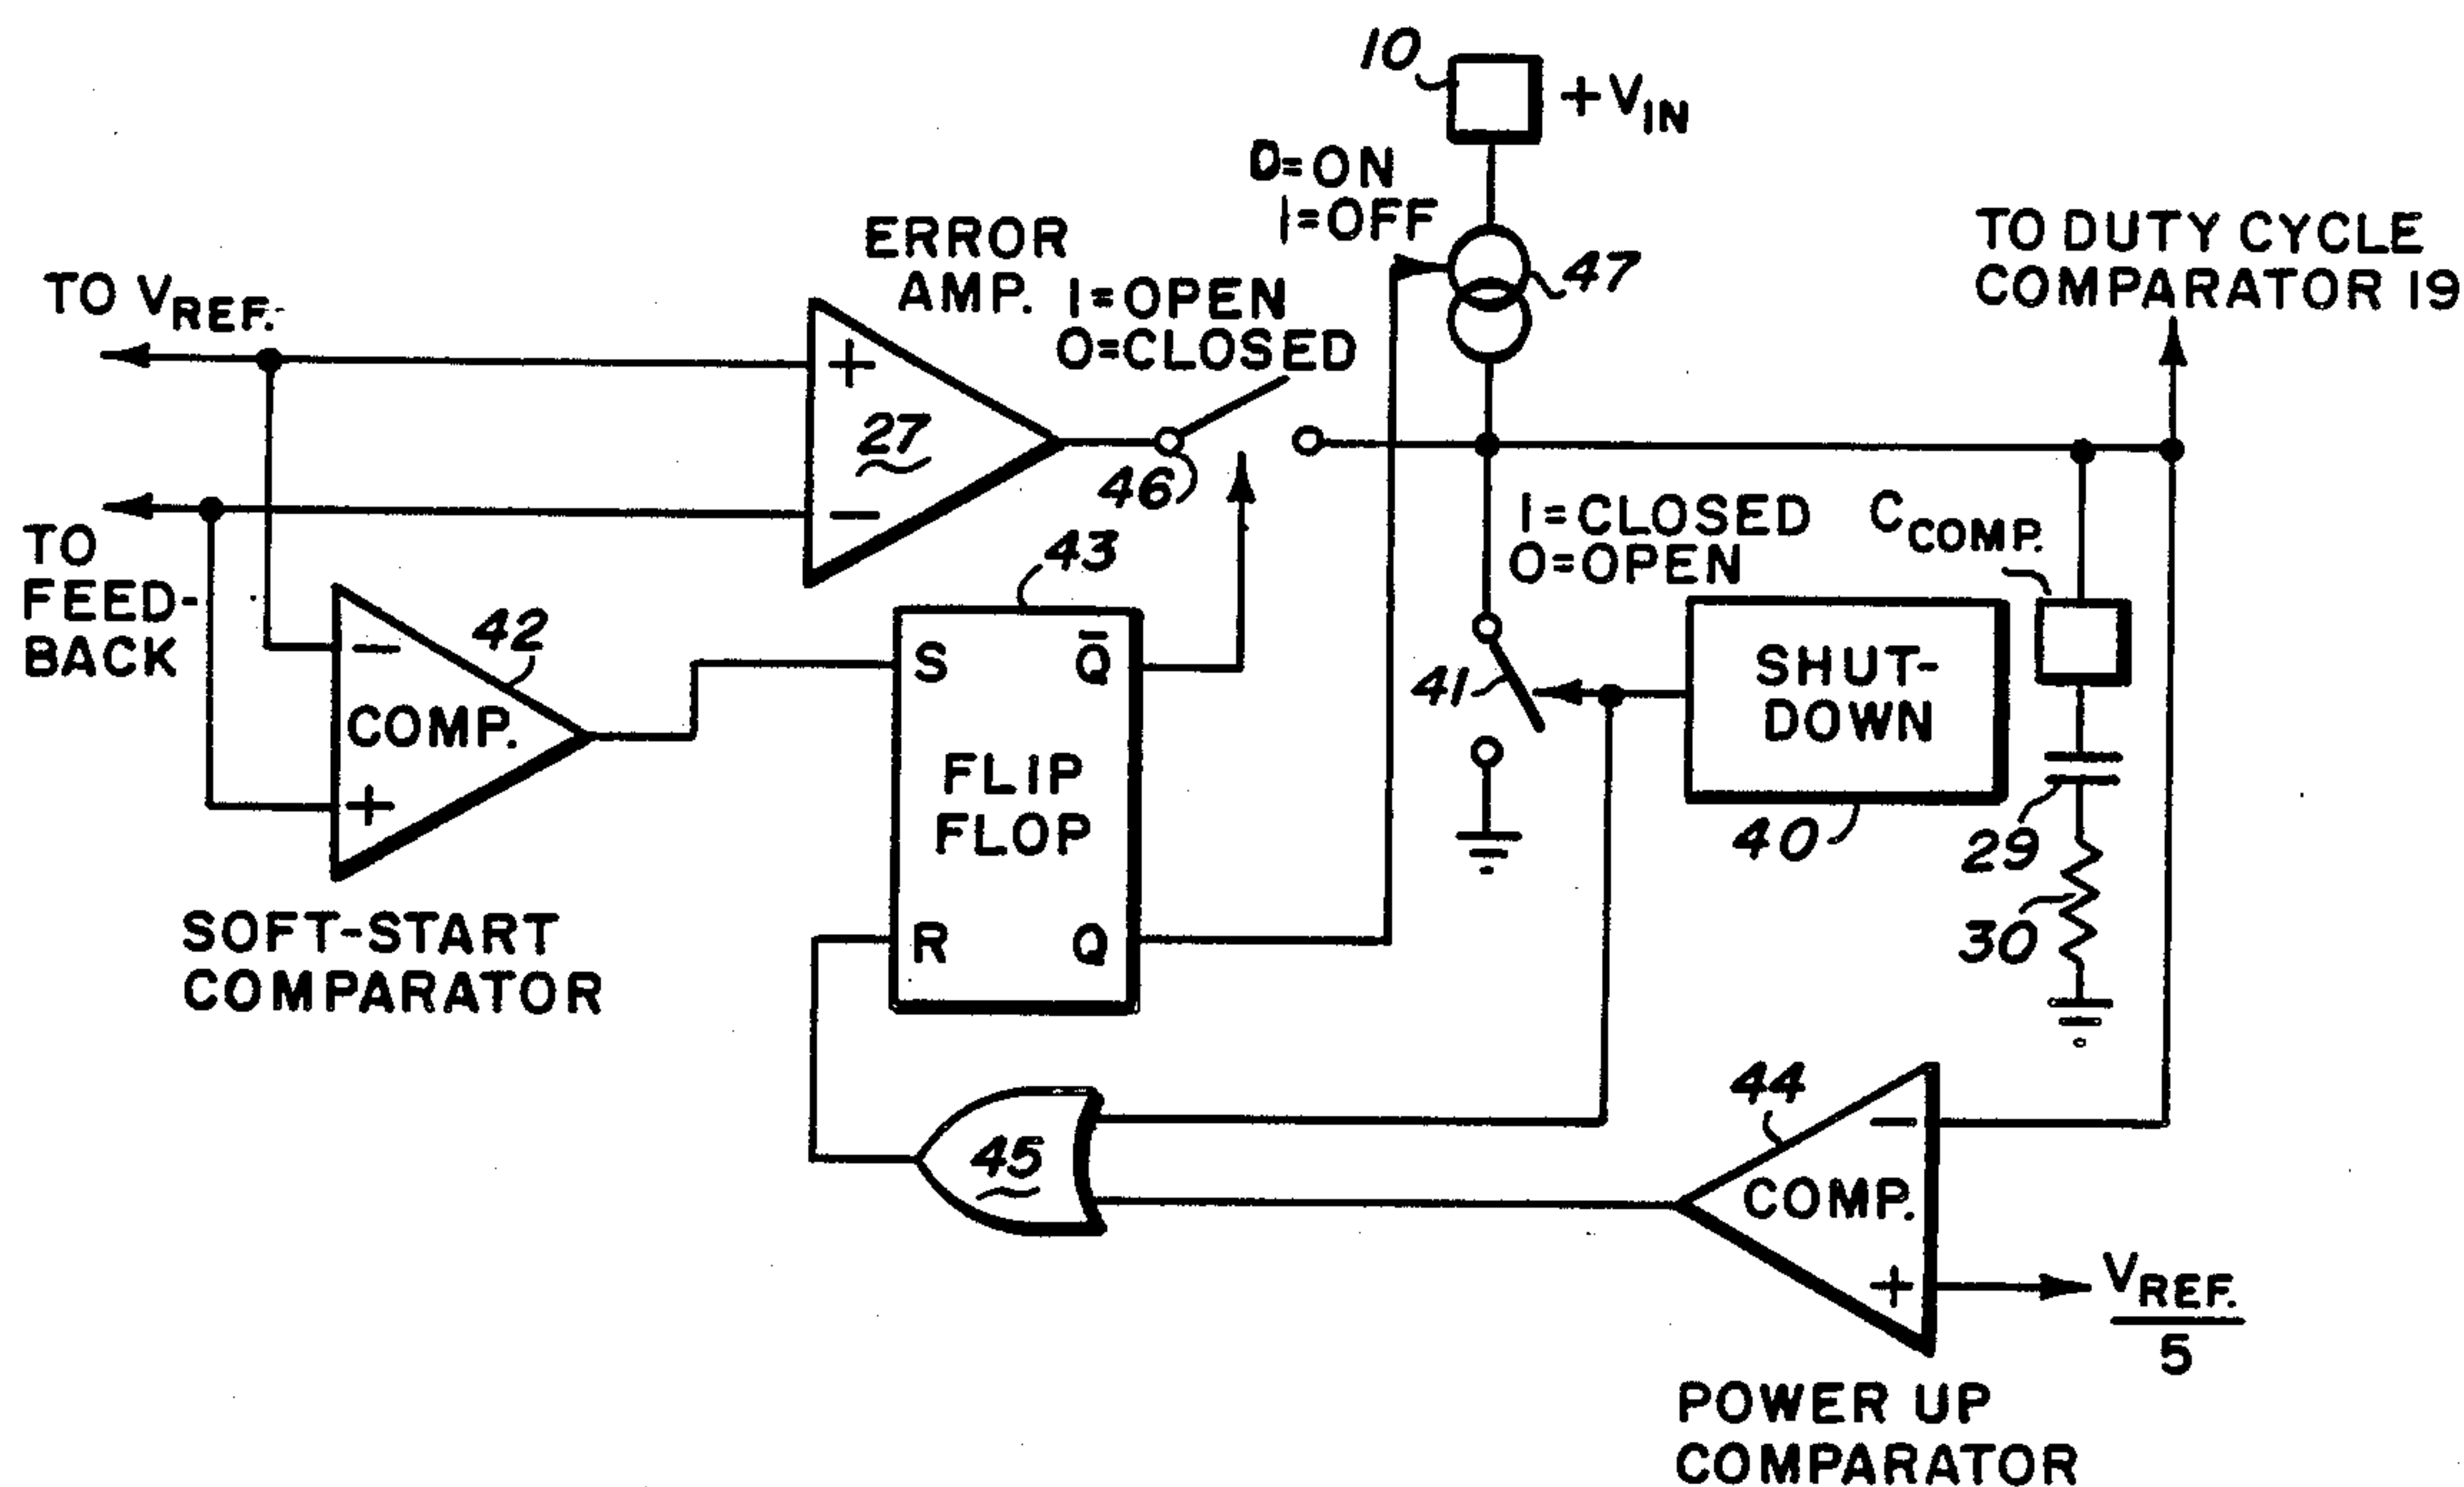 10
+VIN
0=ON
1=OFF
47
TO DUTY CYCLE
COMPARATOR 19
ERROR
AMP.
1=OPEN
0=CLOSED
TO VREF.
+
27
−
46
TO
FEED-
BACK
1=CLOSED
0=OPEN
CCOMP.
43
42
−
COMP.
+
SOFT-START
COMPARATOR
S
Q̅
FLIP
FLOP
R
Q
41
SHUT-
DOWN
40
29
30
45
44
−
COMP.
+
VREF.
5
POWER UP
COMPARATOR